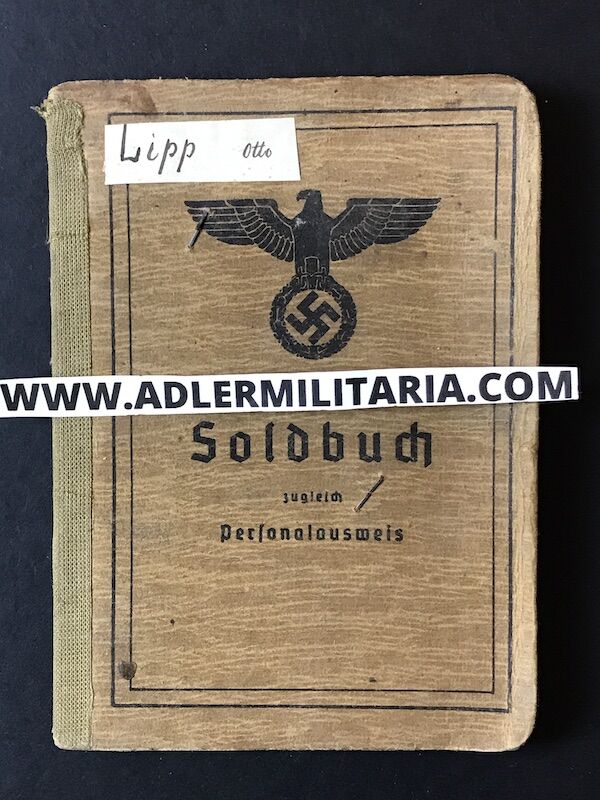 Lipp Otto
WWW.ADLERMILITARIA.COM
Soldbuch
zugleich
Personalausweis